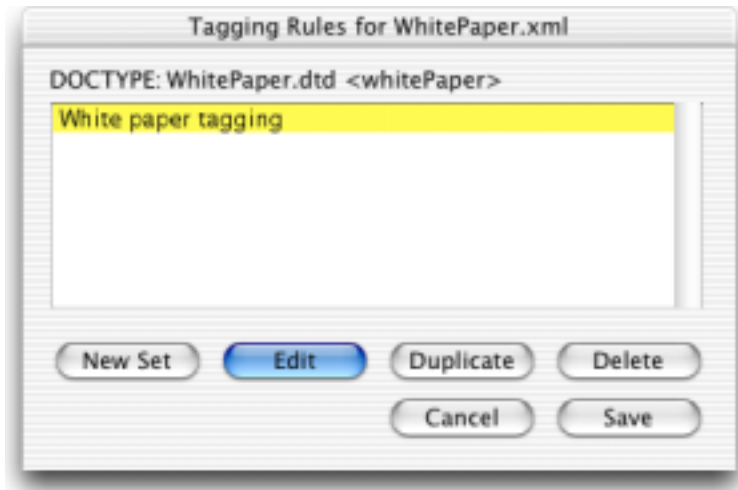 Tagging Rules for WhitePaper.xml
DOCTYPE: WhitePaper.dtd <whitePaper>
White paper tagging
New Set Edit Duplicate Delete
Cancel Save